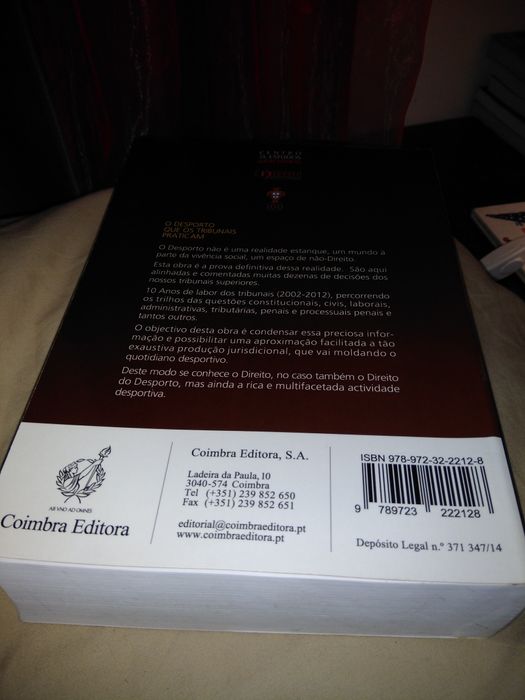 CENTRO
O DESPORTO
QUE OS TRIBUNAIS
PRATICAM
O Desporto não é uma realidade estanque, um mundo à
parte da vivência social, um espaço de não-Direito.
Esta obra é a prova definitiva dessa realidade. São aqui
alinhadas e comentadas muitas dezenas de decisões dos
nossos tribunais superiores.
10 Anos de labor dos tribunais (2002-2012), percorrendo
os trilhos das questões constitucionais, civis, laborais,
administrativas, tributárias, penais e processuais penais e
tantos outros.
O objectivo desta obra é condensar essa preciosa infor-
mação e possibilitar uma aproximação facilitada a tão
exaustiva produção jurisdicional, que vai moldando o
quotidiano desportivo.
Deste modo se conhece o Direito, no caso também o Direito
do Desporto, mas ainda a rica e multifacetada actividade
desportiva.
Coimbra Editora
Coimbra Editora, S.A.
Ladeira da Paula, 10
3040-574 Coimbra
Tel (+351) 239 852 650
Fax (+351) 239 852 651
editorial@coimbraeditora.pt
www.coimbraeditora.pt
ISBN 978-972-32-2212-8
9 789723 222128
Depósito Legal n.º 371 347/14